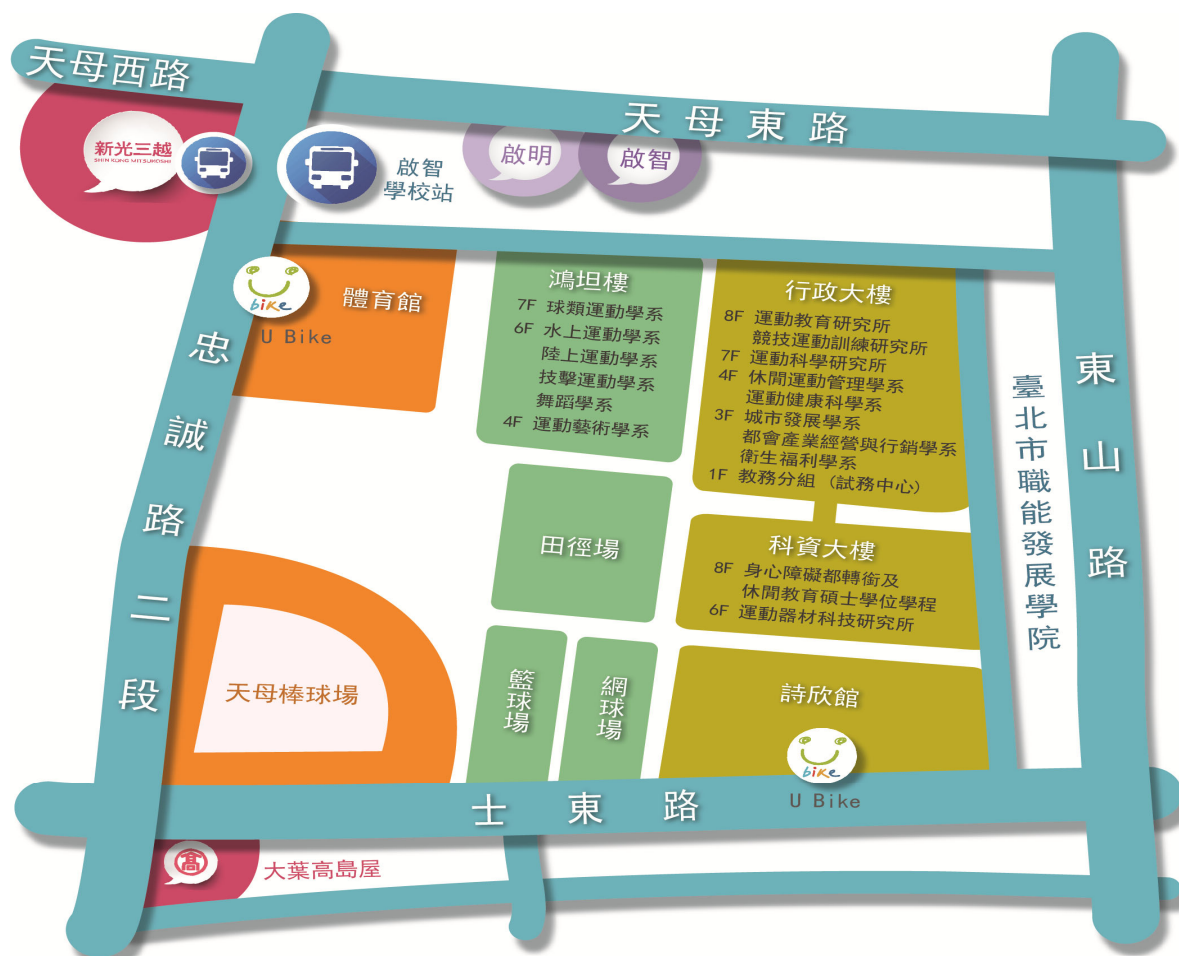 天母西路
天母東路
新光三越
SHIN KONG MITSUKOSHI
啟智
學校站
啟明
啟智
bike
U Bike
體育館
鴻坦樓
7F 球類運動學系
6F 水上運動學系
陸上運動學系
技擊運動學系
舞蹈學系
4F 運動藝術學系
行政大樓
8F 運動教育研究所
競技運動訓練研究所
7F 運動科學研究所
4F 休閒運動管理學系
運動健康科學系
3F 城市發展學系
都會產業經營與行銷學系
衛生福利學系
1F 教務分組 (試務中心)
忠誠路二段
東山路
臺北市職能發展學院
田徑場
科資大樓
8F 身心障礙都轉銜及
休閒教育碩士學位學程
6F 運動器材科技研究所
天母棒球場
籃球場
網球場
詩欣館
bike
U Bike
士東路
高
大葉高島屋